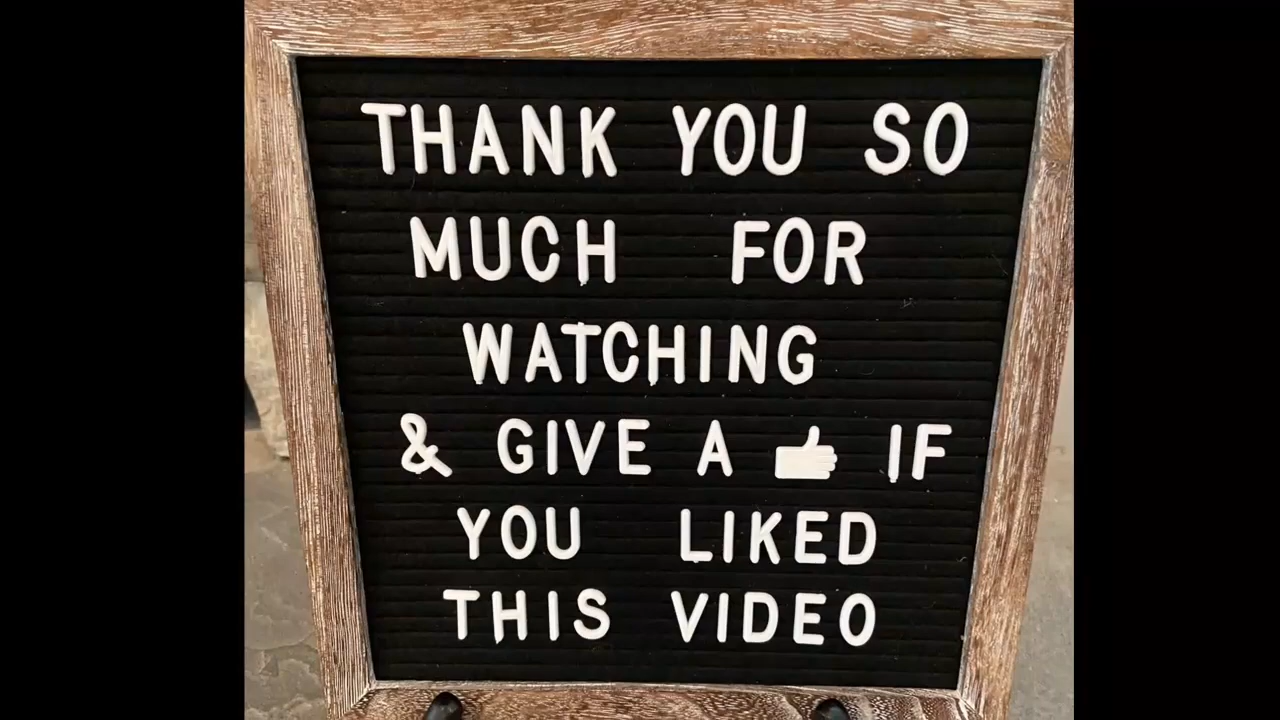 THANK YOU SO
MUCH FOR
WATCHING
& GIVE A 👍 IF
YOU LIKED
THIS VIDEO